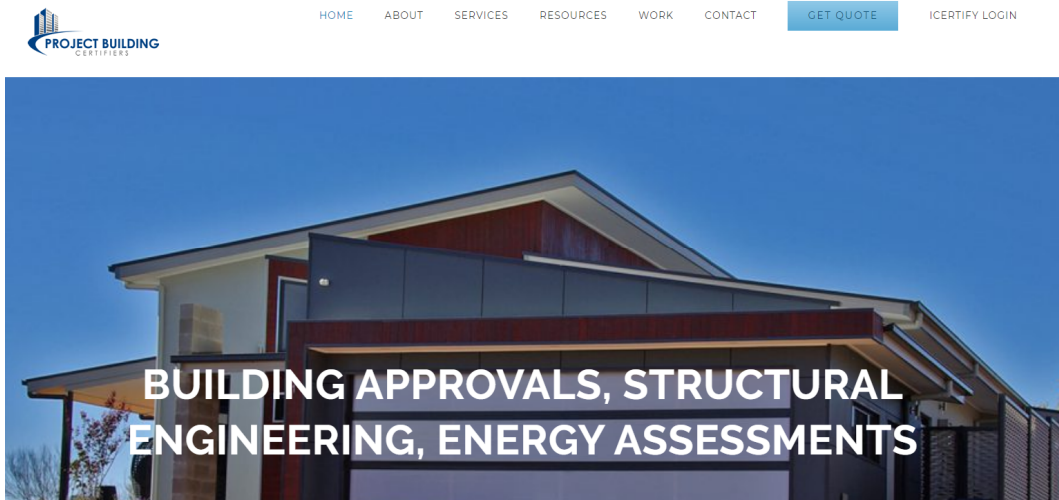 PROJECT BUILDING
CERTIFIERS
HOME ABOUT SERVICES RESOURCES WORK CONTACT GET QUOTE ICERTIFY LOGIN
BUILDING APPROVALS, STRUCTURAL
ENGINEERING, ENERGY ASSESSMENTS